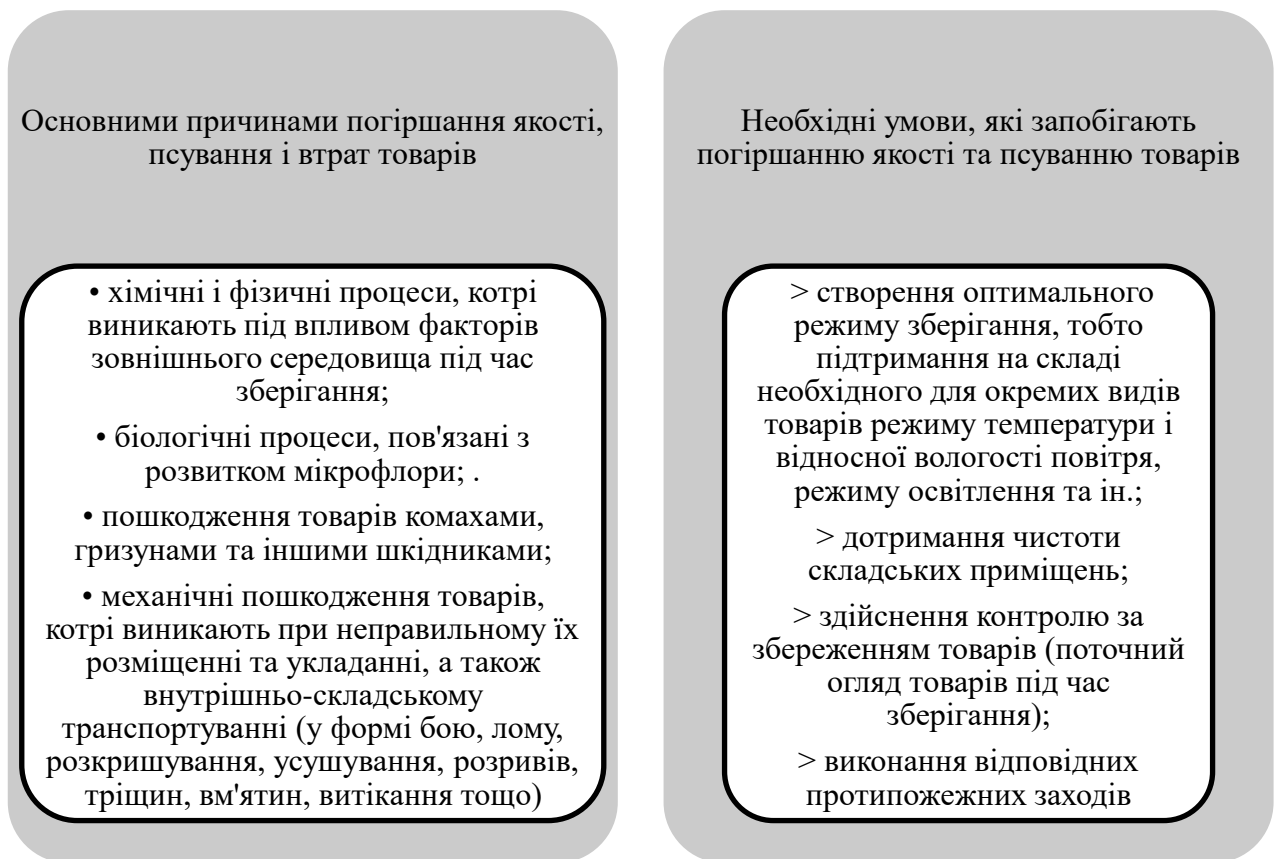 Основними причинами погіршання якості,
псування і втрат товарів
• хімічні і фізичні процеси, котрі
виникають під впливом факторів
зовнішнього середовища під час
зберігання;
• біологічні процеси, пов'язані з
розвитком мікрофлори; .
• пошкодження товарів комахами,
гризунами та іншими шкідниками;
• механічні пошкодження товарів,
котрі виникають при неправильному їх
розміщенні та укладанні, а також
внутрішньо-складському
транспортуванні (у формі бою, лому,
розкришування, усушування, розривів,
тріщин, вм'ятин, витікання тощо)
Необхідні умови, які запобігають
погіршанню якості та псуванню товарів
> створення оптимального
режиму зберігання, тобто
підтримання на складі
необхідного для окремих видів
товарів режиму температури і
відносної вологості повітря,
режиму освітлення та ін.;
> дотримання чистоти
складських приміщень;
> здійснення контролю за
збереженням товарів (поточний
огляд товарів під час
зберігання);
> виконання відповідних
протипожежних заходів